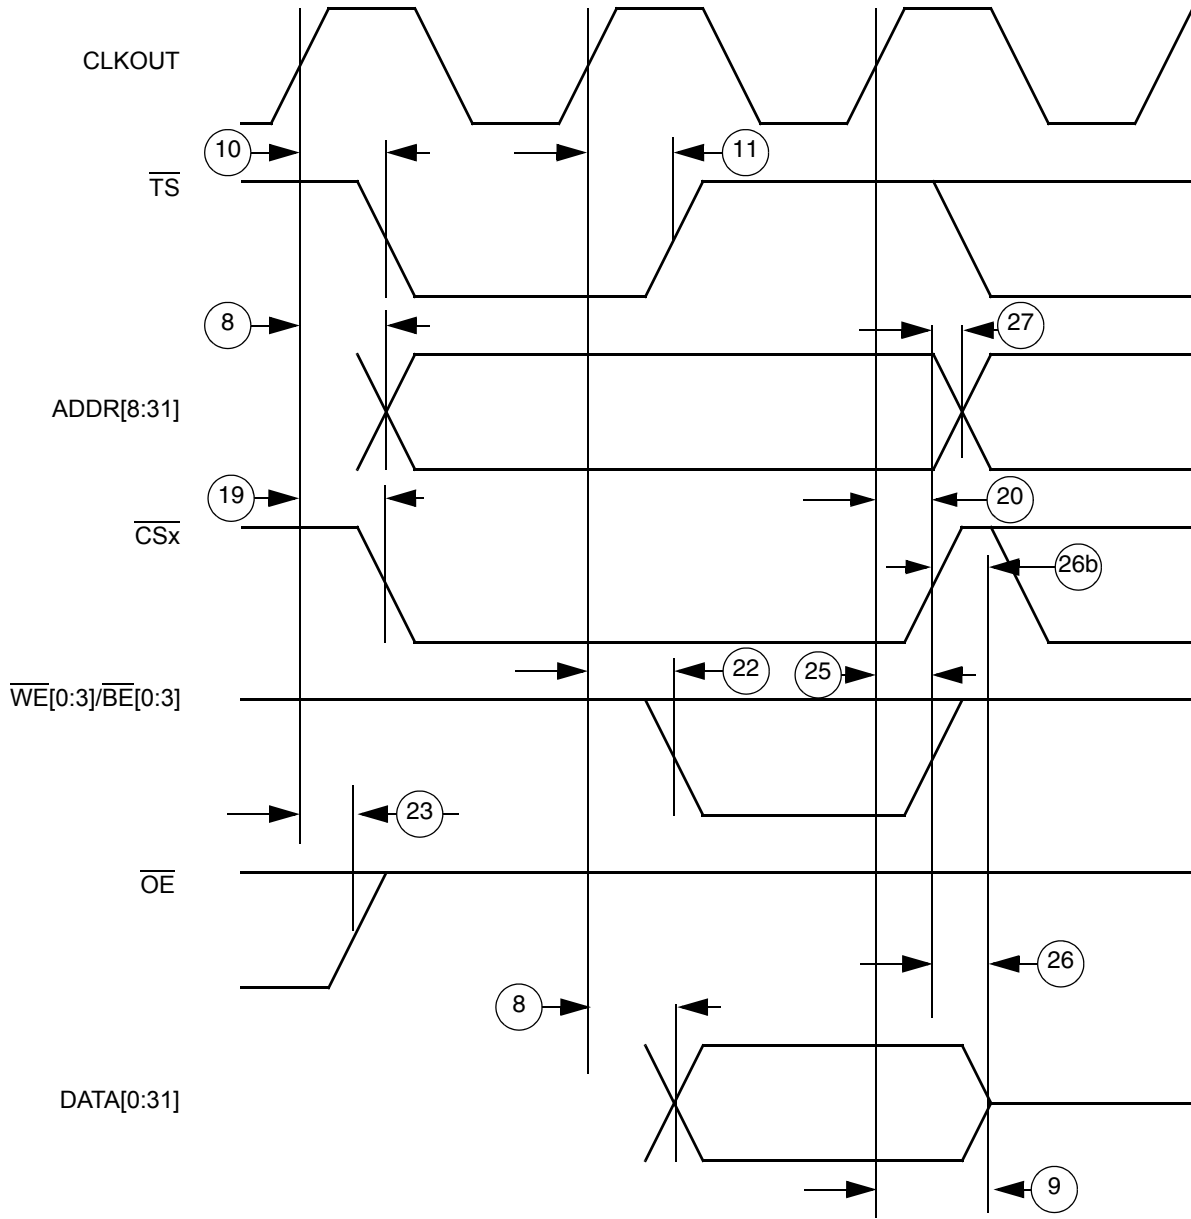 CLKOUT
10
11
TS
8
27
ADDR[8:31]
19
20
CSx
26b
22
25
WE[0:3]/BE[0:3]
23
OE
26
8
DATA[0:31]
9